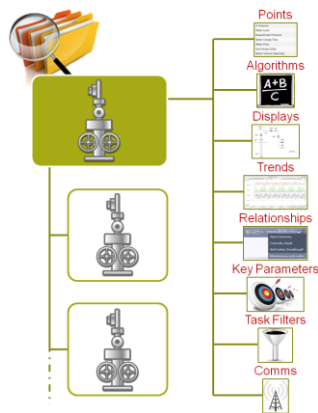 Points
Algorithms
A+B
C
Displays
Trends
Relationships
Key Parameters
Task Filters
Comms